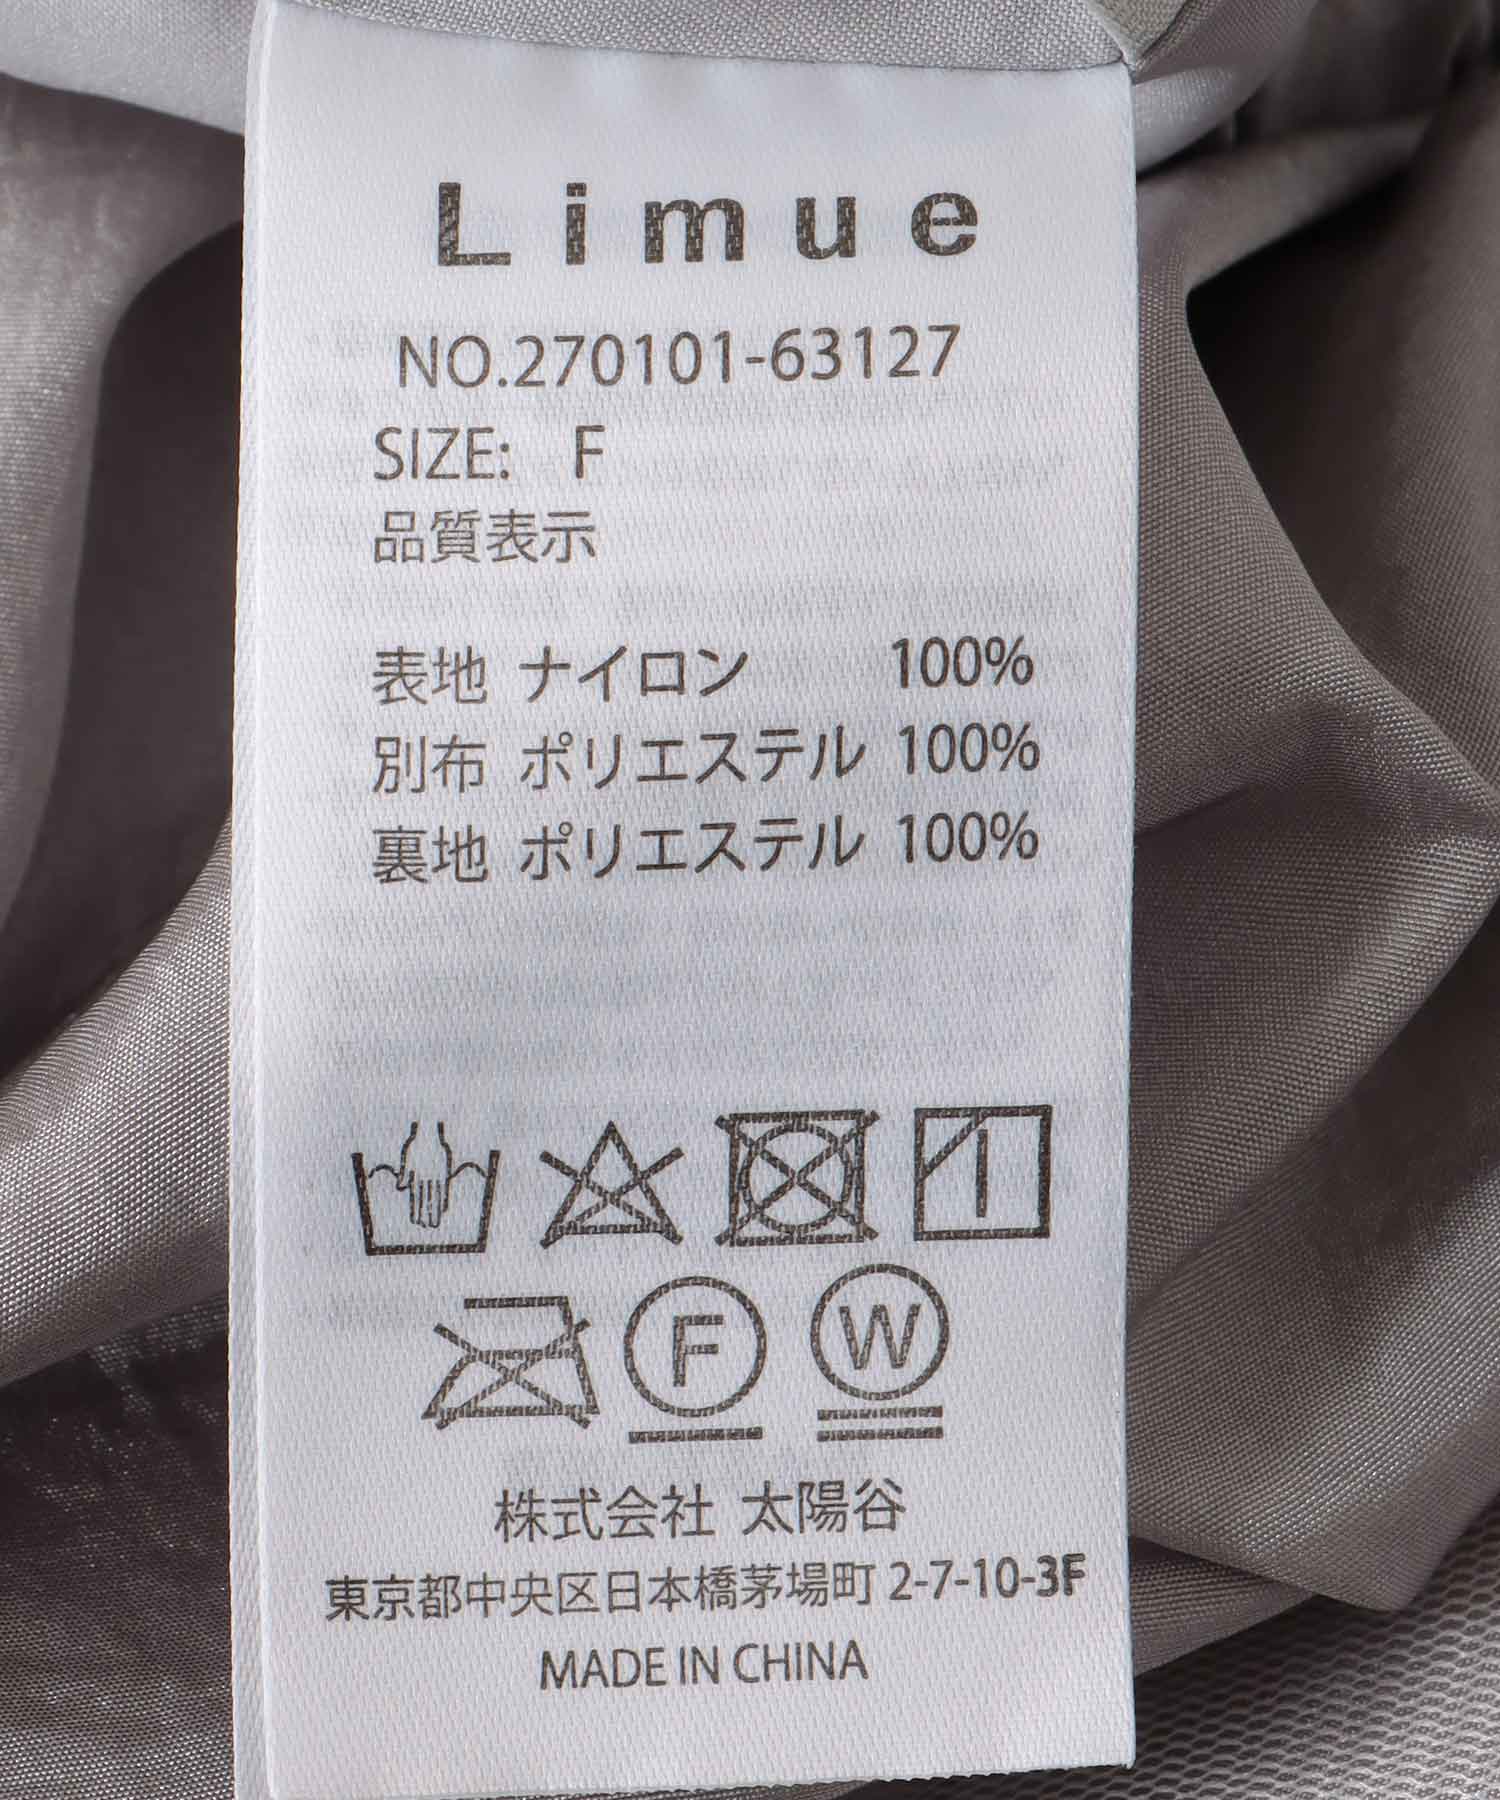 Limue
NO.270101-63127
SIZE: F
品質表示
表地 ナイロン 100%
別布 ポリエステル 100%
裏地 ポリエステル 100%
F W
株式会社 太陽谷
東京都中央区日本橋茅場町 2-7-10-3F
MADE IN CHINA